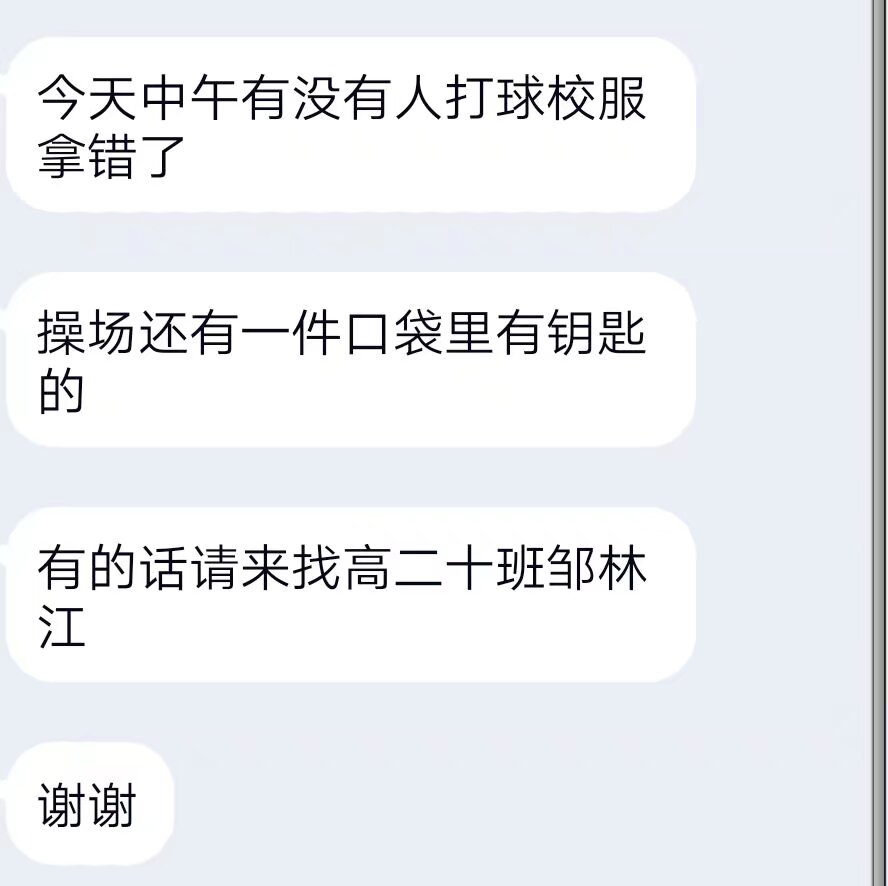 今天中午有没有人打球校服
拿错了
操场还有一件口袋里有钥匙
的
有的话请来找高二十班邹林
江
谢谢